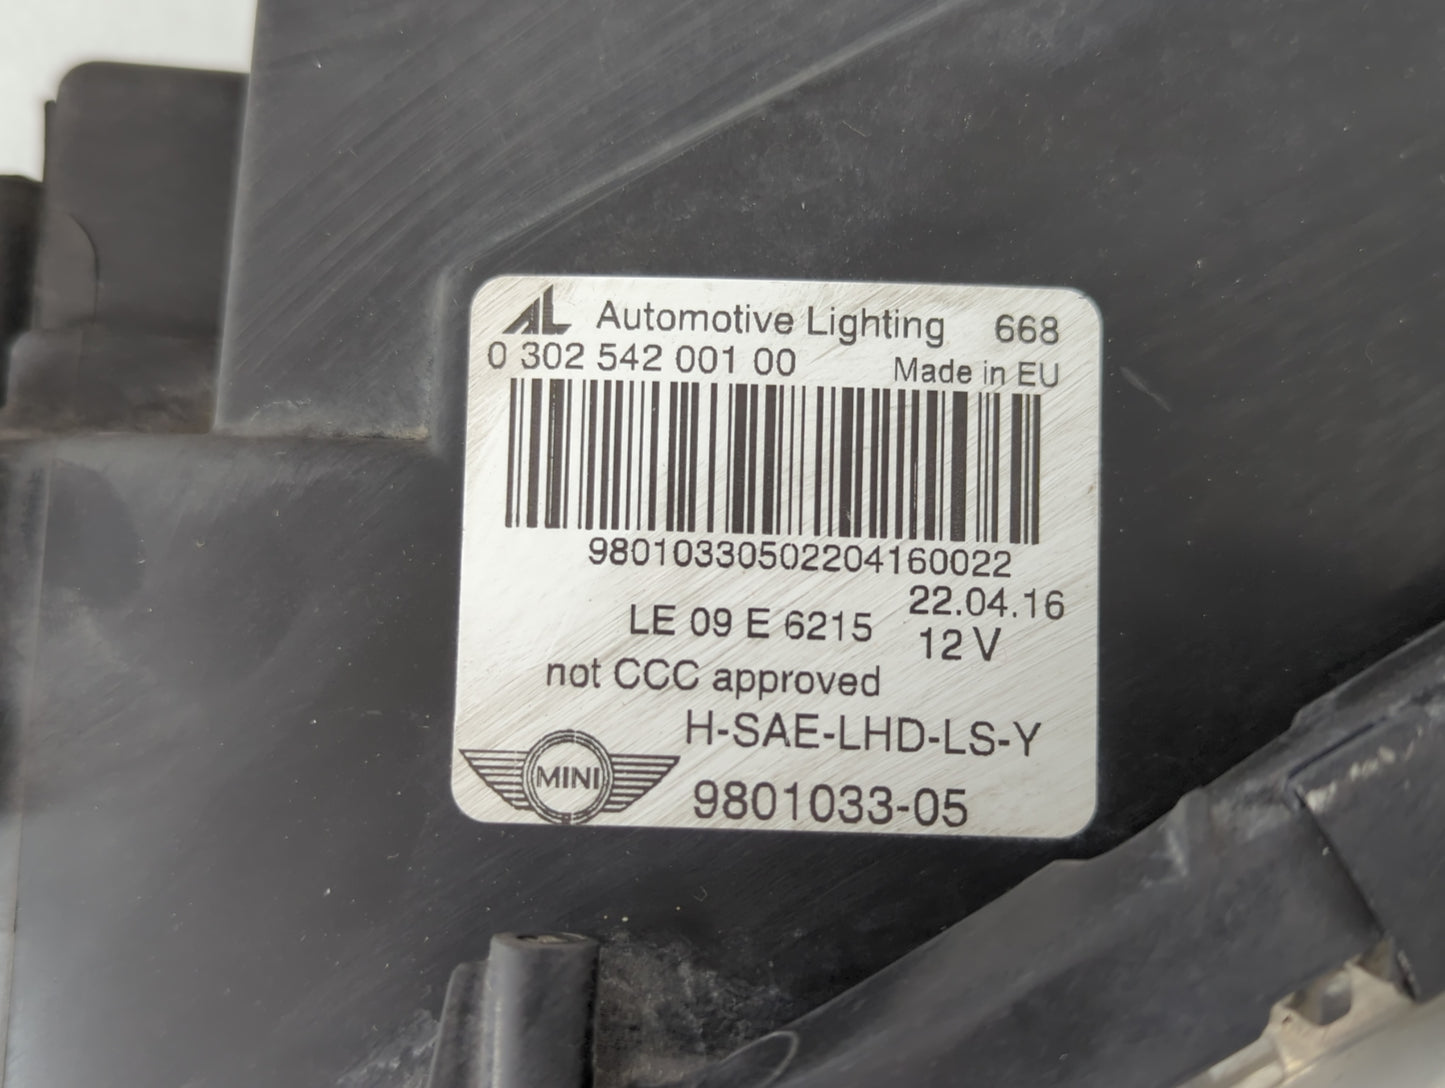 AL Automotive Lighting 668
0 302 542 001 00 Made in EU
98010330502204160022
LE 09 E 6215 22.04.16
12 V
not CCC approved
H-SAE-LHD-LS-Y
MINI 9801033-05